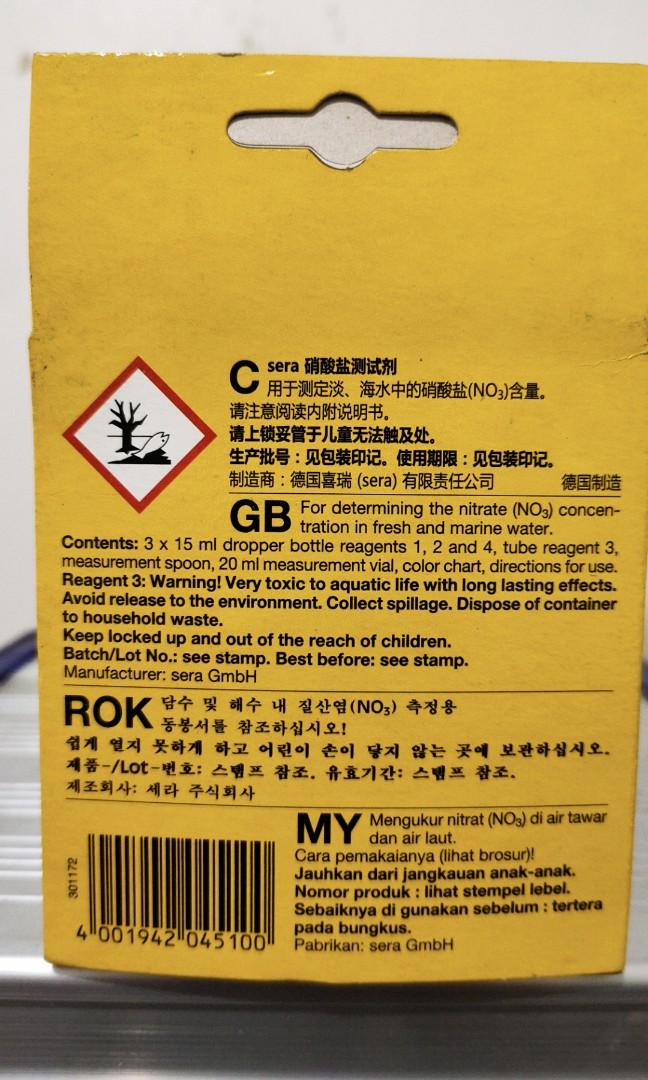 C sera 硝酸盐测试剂
用于测定淡、海水中的硝酸盐(NO₃)含量。
请注意阅读内附说明书。
请上锁妥管于儿童无法触及处。
生产批号：见包装印记。使用期限：见包装印记。
制造商：德国喜瑞 (sera) 有限责任公司 德国制造
GB For determining the nitrate (NO₃) concen-
tration in fresh and marine water.
Contents: 3 x 15 ml dropper bottle reagents 1, 2 and 4, tube reagent 3,
measurement spoon, 20 ml measurement vial, color chart, directions for use.
Reagent 3: Warning! Very toxic to aquatic life with long lasting effects.
Avoid release to the environment. Collect spillage. Dispose of container
to household waste.
Keep locked up and out of the reach of children.
Batch/Lot No.: see stamp. Best before: see stamp.
Manufacturer: sera GmbH
ROK 담수 및 해수 내 질산염(NO₃) 측정용
동봉서를 참조하십시오!
쉽게 열지 못하게 하고 어린이 손이 닿지 않는 곳에 보관하십시오.
제품-/Lot-번호: 스탬프 참조. 유효기간: 스탬프 참조.
제조회사: 세라 주식회사
MY Mengukur nitrat (NO₃) di air tawar
dan air laut.
Cara pemakaianya (lihat brosur)!
Jauhkan dari jangkauan anak-anak.
Nomor produk : lihat stempel lebel.
Sebaiknya di gunakan sebelum : tertera
pada bungkus.
Pabrikan: sera GmbH
301172
4 001942 045100